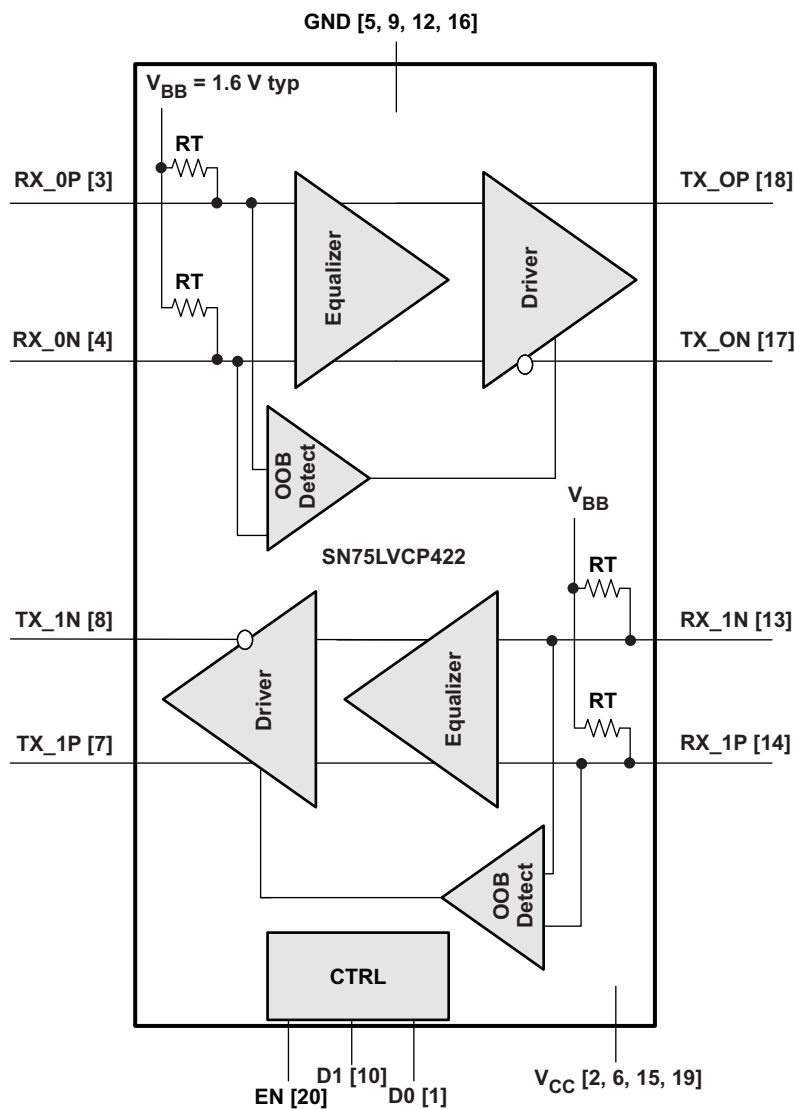 GND [5, 9, 12, 16]
VBB = 1.6 V typ
RT
RX_0P [3]
TX_OP [18]
Equalizer
Driver
RT
RX_0N [4]
TX_ON [17]
OOB
Detect
VBB
SN75LVCP422
RT
TX_1N [8]
RX_1N [13]
Driver
Equalizer
RT
TX_1P [7]
RX_1P [14]
OOB
Detect
CTRL
D1 [10]
EN [20]
D0 [1]
VCC [2, 6, 15, 19]